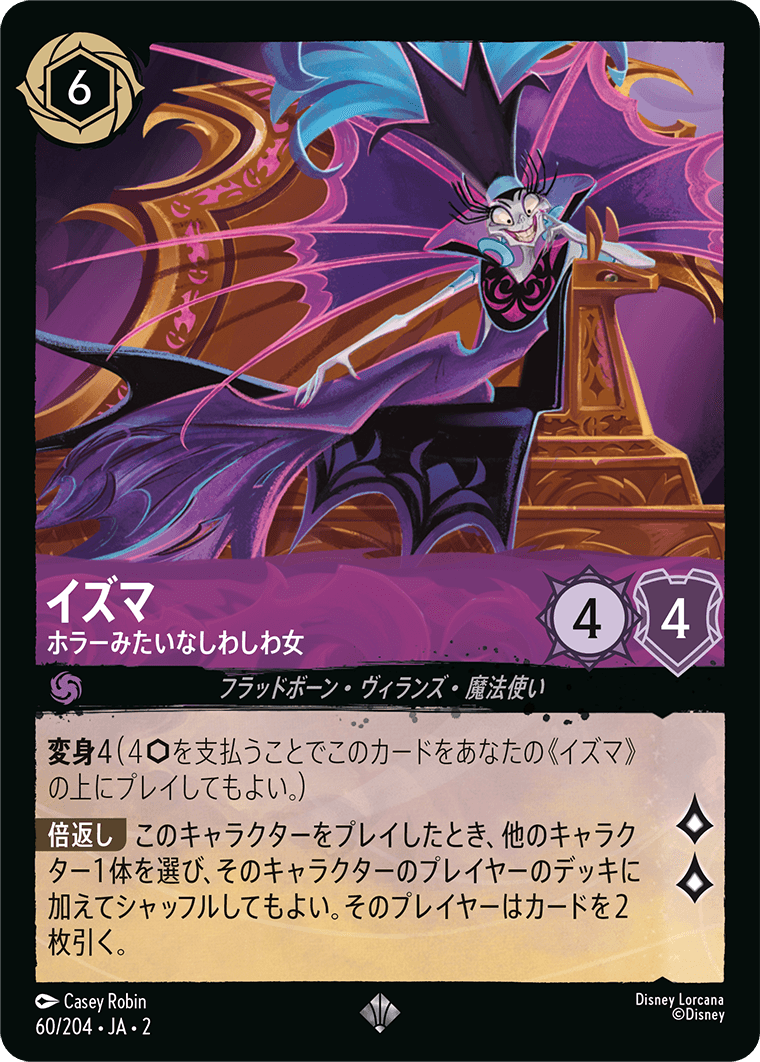 6
イズマ
ホラーみたいなしわしわ女
4
4
フラッドボーン・ヴィランズ・魔法使い
変身4(4⬡を支払うことでこのカードをあなたの《イズマ》
の上にプレイしてもよい。)
倍返し このキャラクターをプレイしたとき、他のキャラク
ター1体を選び、そのキャラクターのプレイヤーのデッキに
加えてシャッフルしてもよい。そのプレイヤーはカードを2
枚引く。
Casey Robin
60/204・JA・2
Disney Lorcana
©Disney